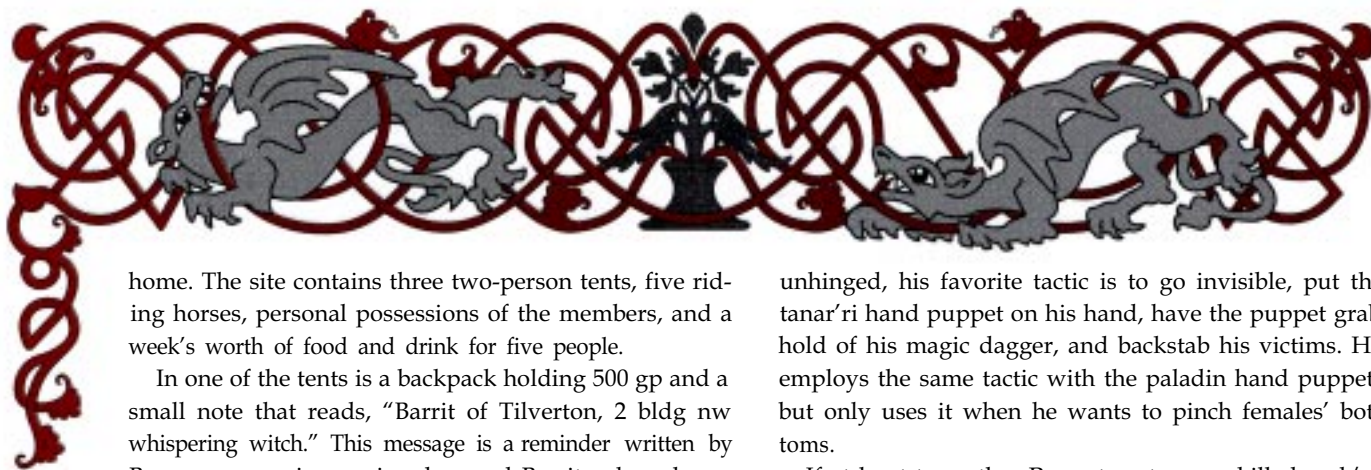 home. The site contains three two-person tents, five rid-
ing horses, personal possessions of the members, and a
week's worth of food and drink for five people.
In one of the tents is a backpack holding 500 gp and a
small note that reads, “Barrit of Tilverton, 2 bldg nw
whispering witch.” This message is a reminder written by
unhinged, his favorite tactic is to go invisible, put
tanar'ri hand puppet on his hand, have the puppet
hold of his magic dagger, and backstab his victims.
employs the same tactic with the paladin hand puppet
but only uses it when he wants to pinch females' bot-
toms.